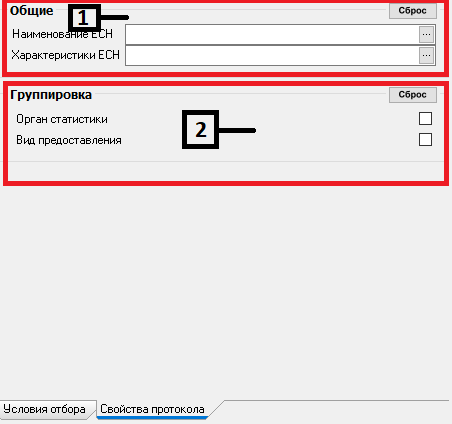 Общие 1 Сброс
Наименование ЕСН ...
Характеристики ЕСН ...
Группировка Сброс
Орган статистики
2
Вид предоставления
Условия отбора Свойства протокола